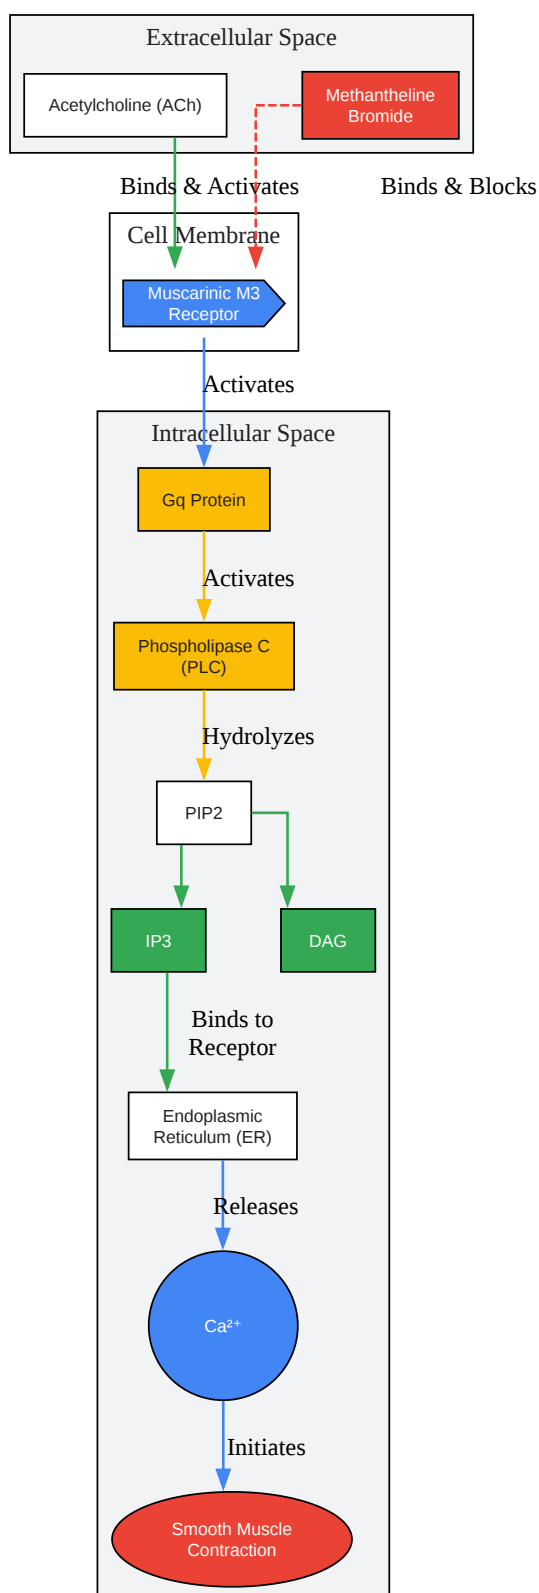 Extracellular Space
Acetylcholine (ACh)
Methantheline
Bromide
Binds & Activates
Binds & Blocks
Cell Membrane
Muscarinic M3
Receptor
Activates
Intracellular Space
Gq Protein
Activates
Phospholipase C
(PLC)
Hydrolyzes
PIP2
IP3
DAG
Binds to
Receptor
Endoplasmic
Reticulum (ER)
Releases
Ca²⁺
Initiates
Smooth Muscle
Contraction